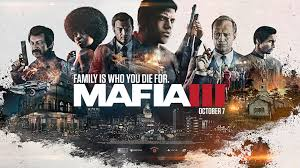 FAMILY IS WHO YOU DIE FOR.
MAFIA III
OCTOBER 7